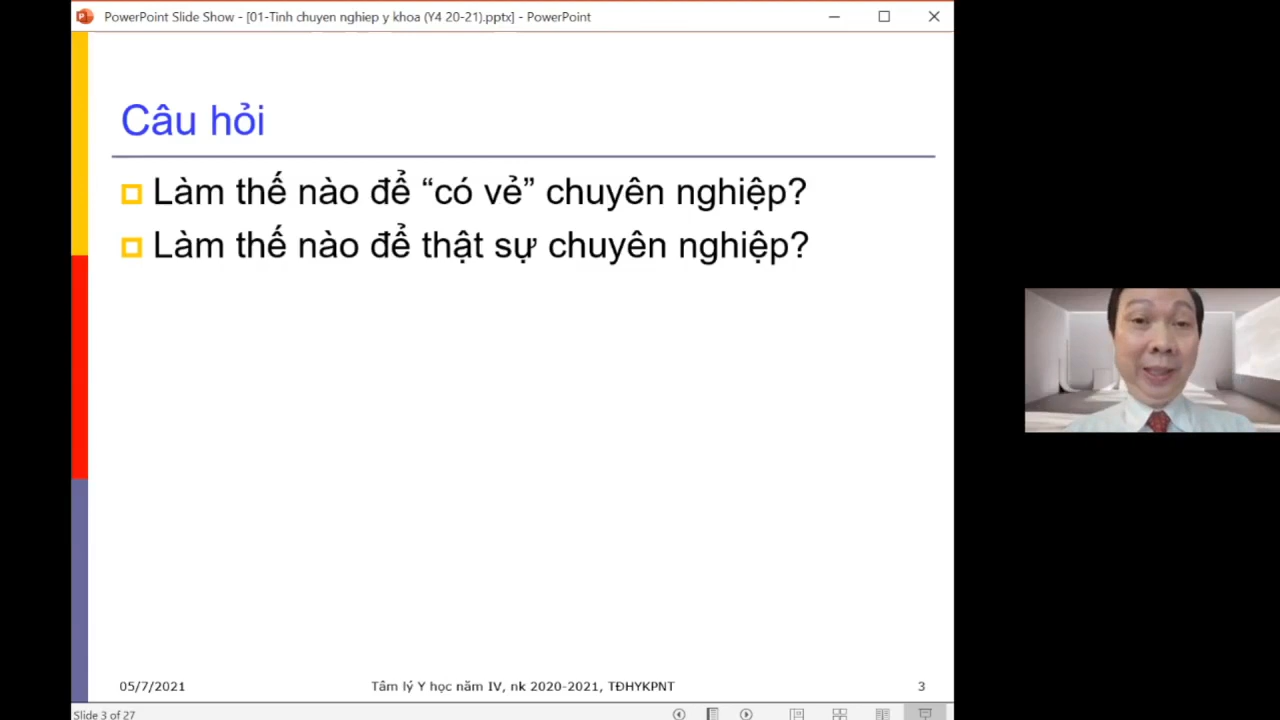 PowerPoint Slide Show - [01-Tinh chuyen nghiep y khoa (Y4 20-21).pptx] - PowerPoint
Câu hỏi
Làm thế nào để “có vẻ” chuyên nghiệp?
Làm thế nào để thật sự chuyên nghiệp?
05/7/2021
Tâm lý Y học năm IV, nk 2020-2021, TĐHYKPNT
3
Slide 3 of 27